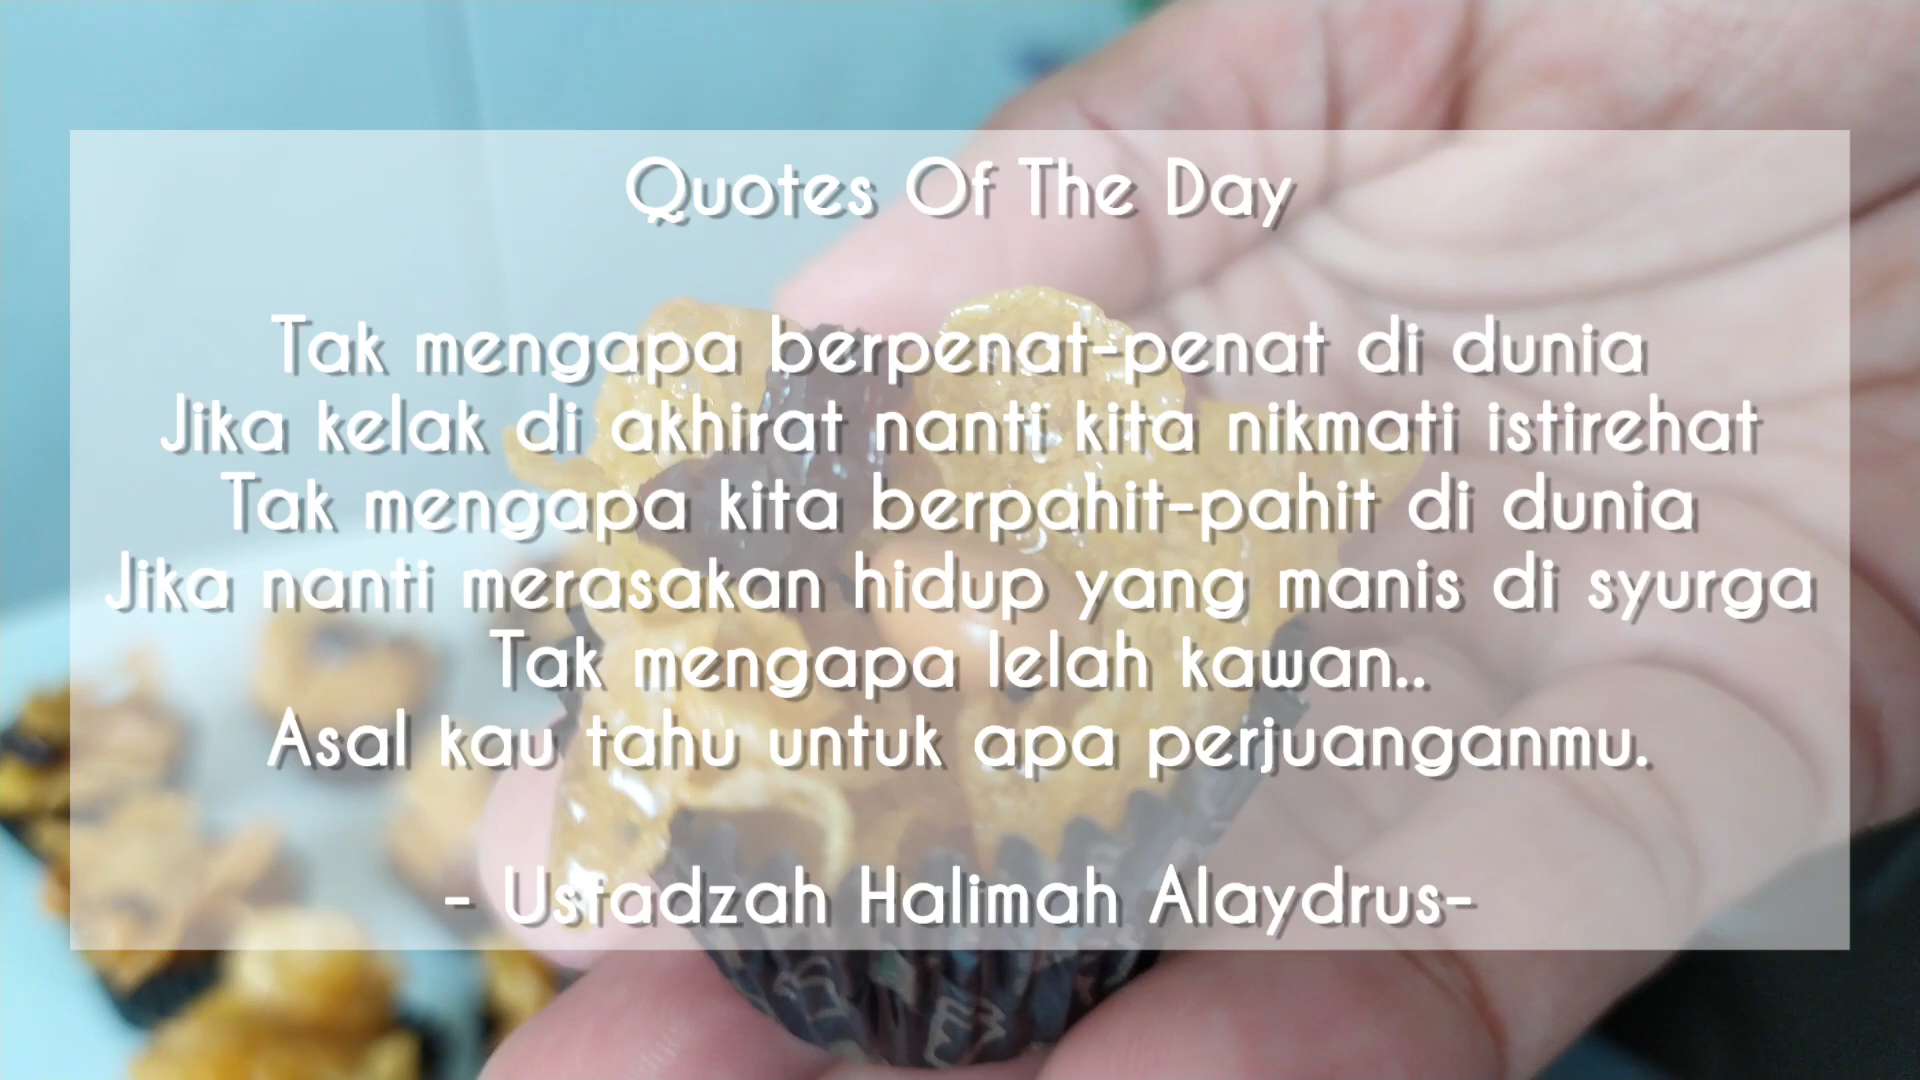 Quotes Of The Day
Tak mengapa berpenat-penat di dunia
Jika kelak di akhirat nanti kita nikmati istirehat
Tak mengapa kita berpahit-pahit di dunia
Jika nanti merasakan hidup yang manis di syurga
Tak mengapa lelah kawan..
Asal kau tahu untuk apa perjuanganmu.
- Ustadzah Halimah Alaydrus-